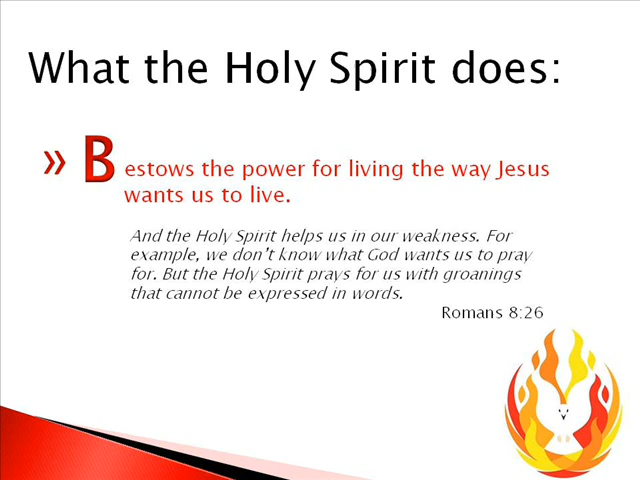 What the Holy Spirit does:
» Bestows the power for living the way Jesus
wants us to live.
And the Holy Spirit helps us in our weakness. For
example, we don't know what God wants us to pray
for. But the Holy Spirit prays for us with groanings
that cannot be expressed in words.
Romans 8:26